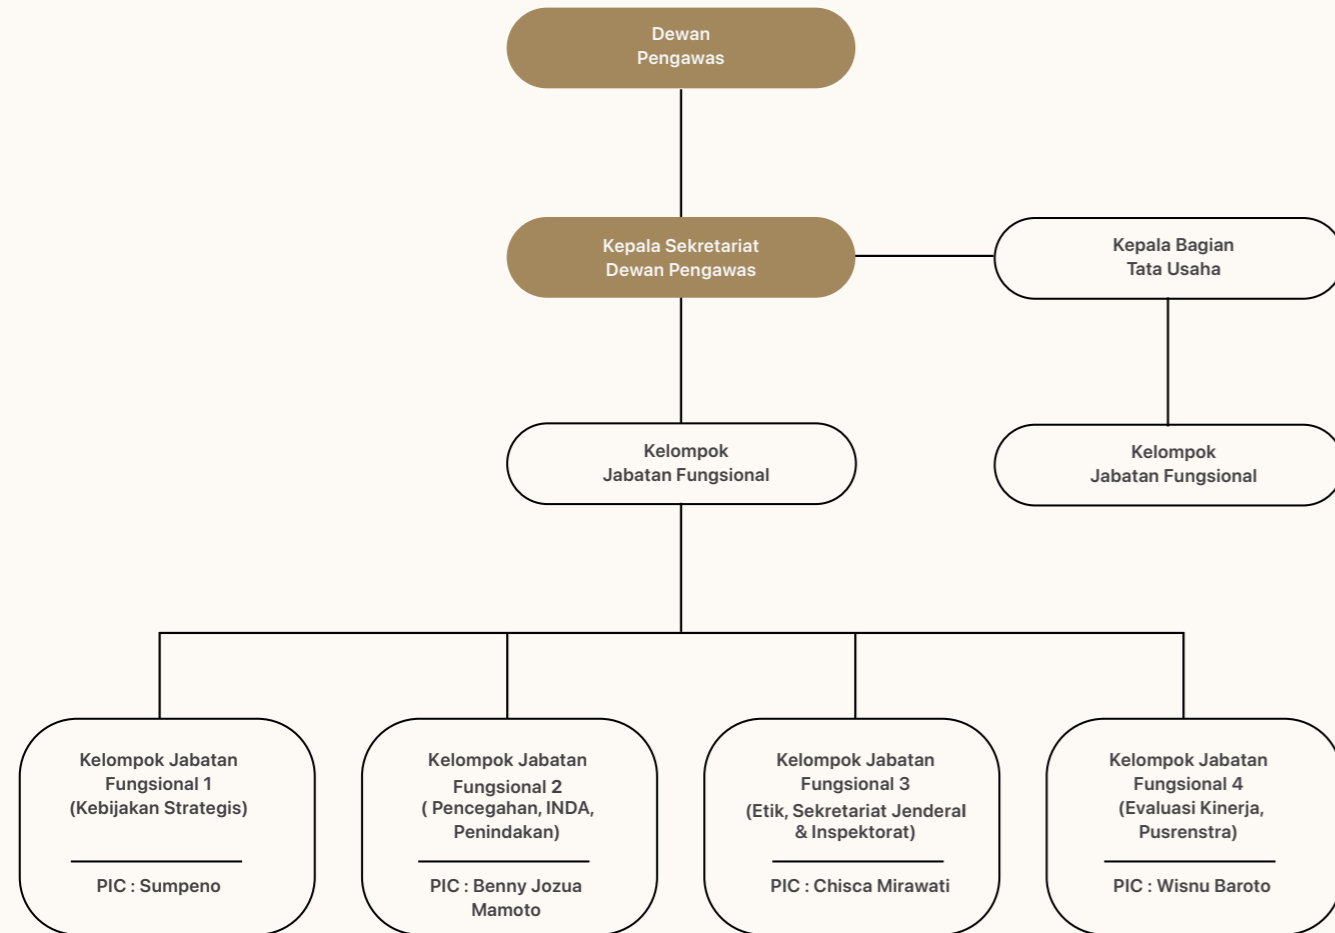 Dewan
Pengawas
Kepala Sekretariat
Dewan Pengawas
Kepala Bagian
Tata Usaha
Kelompok
Jabatan Fungsional
Kelompok
Jabatan Fungsional
Kelompok Jabatan
Fungsional 1
(Kebijakan Strategis)
PIC : Sumpeno
Kelompok Jabatan
Fungsional 2
( Pencegahan, INDA,
Penindakan)
PIC : Benny Jozua
Mamoto
Kelompok Jabatan
Fungsional 3
(Etik, Sekretariat Jenderal
& Inspektorat)
PIC : Chisca Mirawati
Kelompok Jabatan
Fungsional 4
(Evaluasi Kinerja,
Pusrenstra)
PIC : Wisnu Baroto